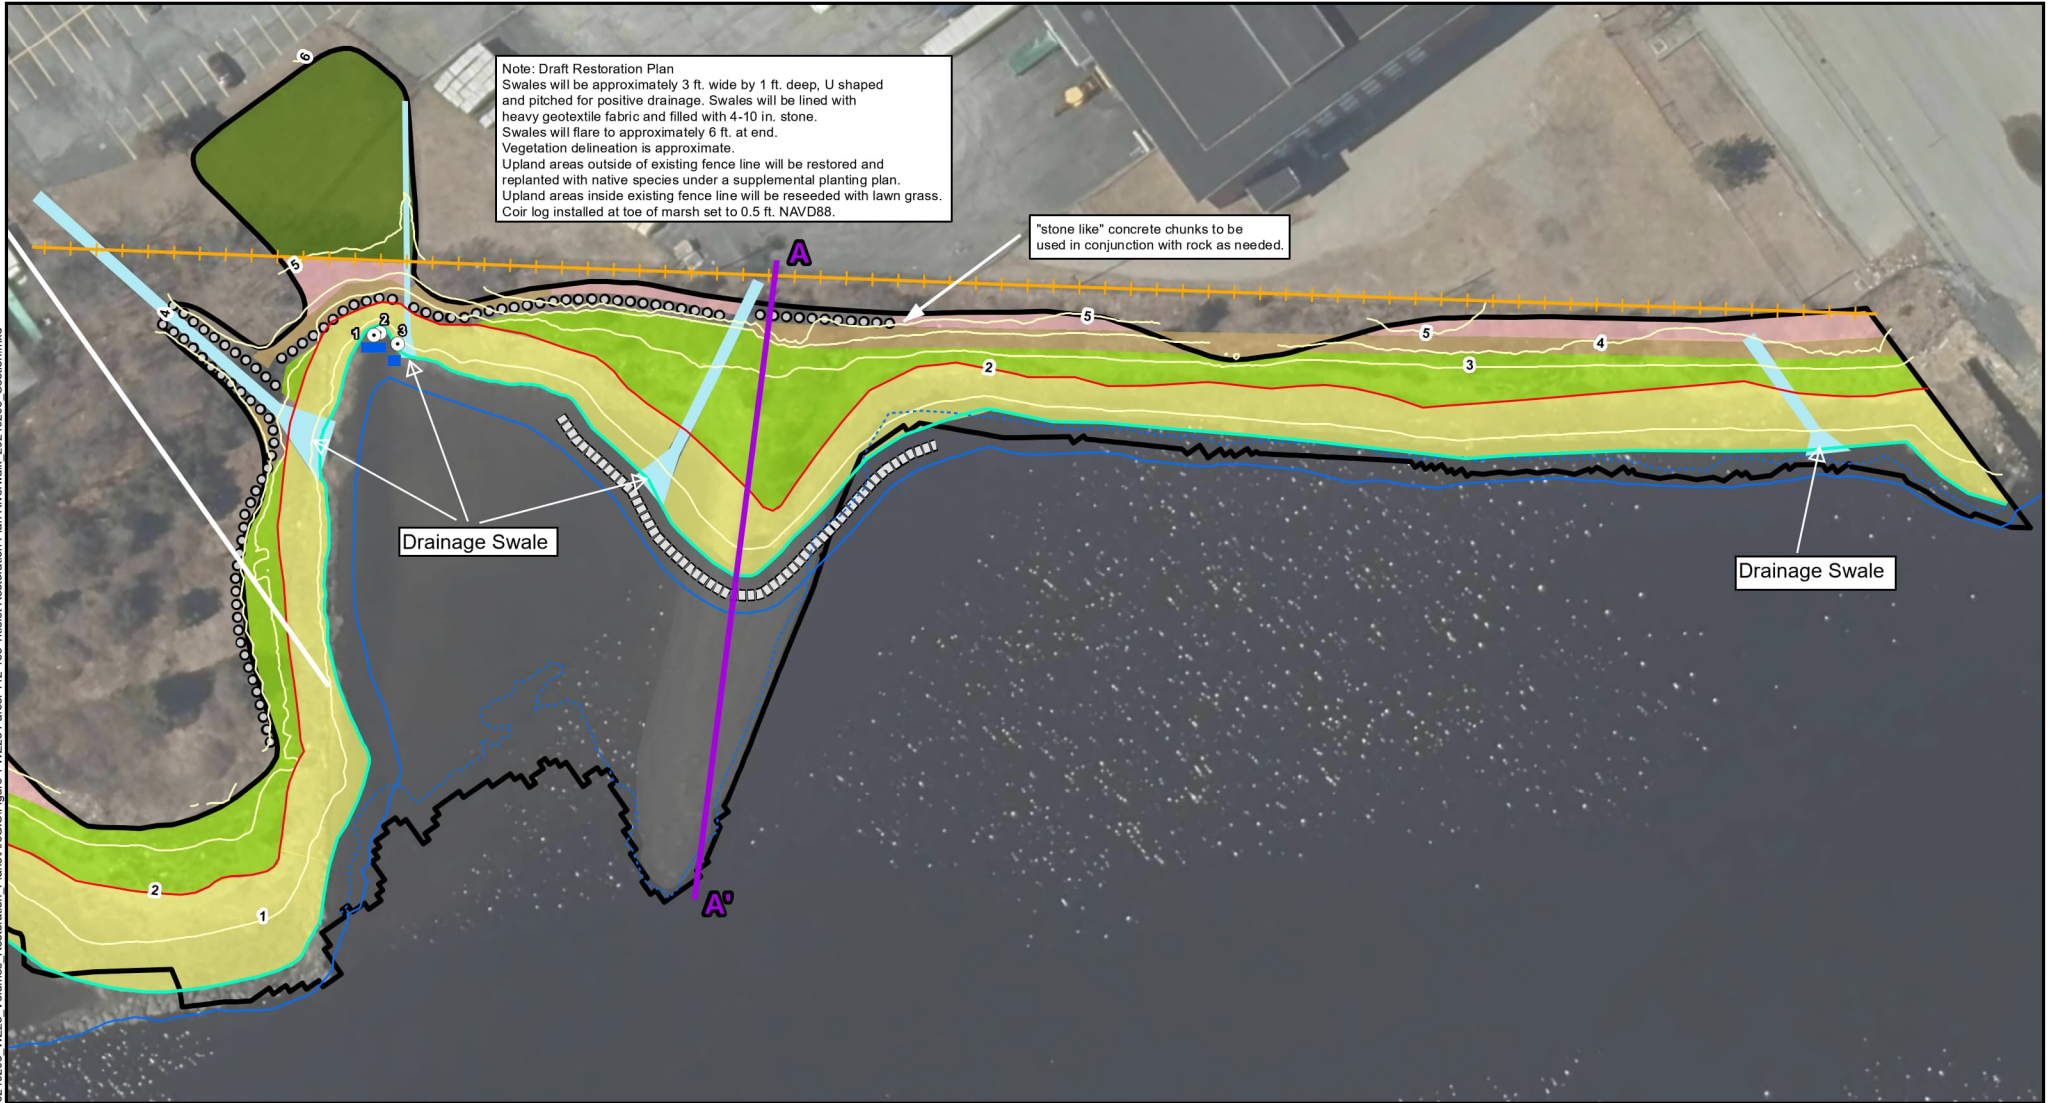 6
Note: Draft Restoration Plan
Swales will be approximately 3 ft. wide by 1 ft. deep, U shaped
and pitched for positive drainage. Swales will be lined with
heavy geotextile fabric and filled with 4-10 in. stone.
Swales will flare to approximately 6 ft. at end.
Vegetation delineation is approximate.
Upland areas outside of existing fence line will be restored and
replanted with native species under a supplemental planting plan.
Upland areas inside existing fence line will be reseeded with lawn grass.
Coir log installed at toe of marsh set to 0.5 ft. NAVD88.
"stone like" concrete chunks to be
used in conjunction with rock as needed.
A
5
4
5
5
4
1
2
3
2
3
Drainage Swale
Drainage Swale
2
1
A'